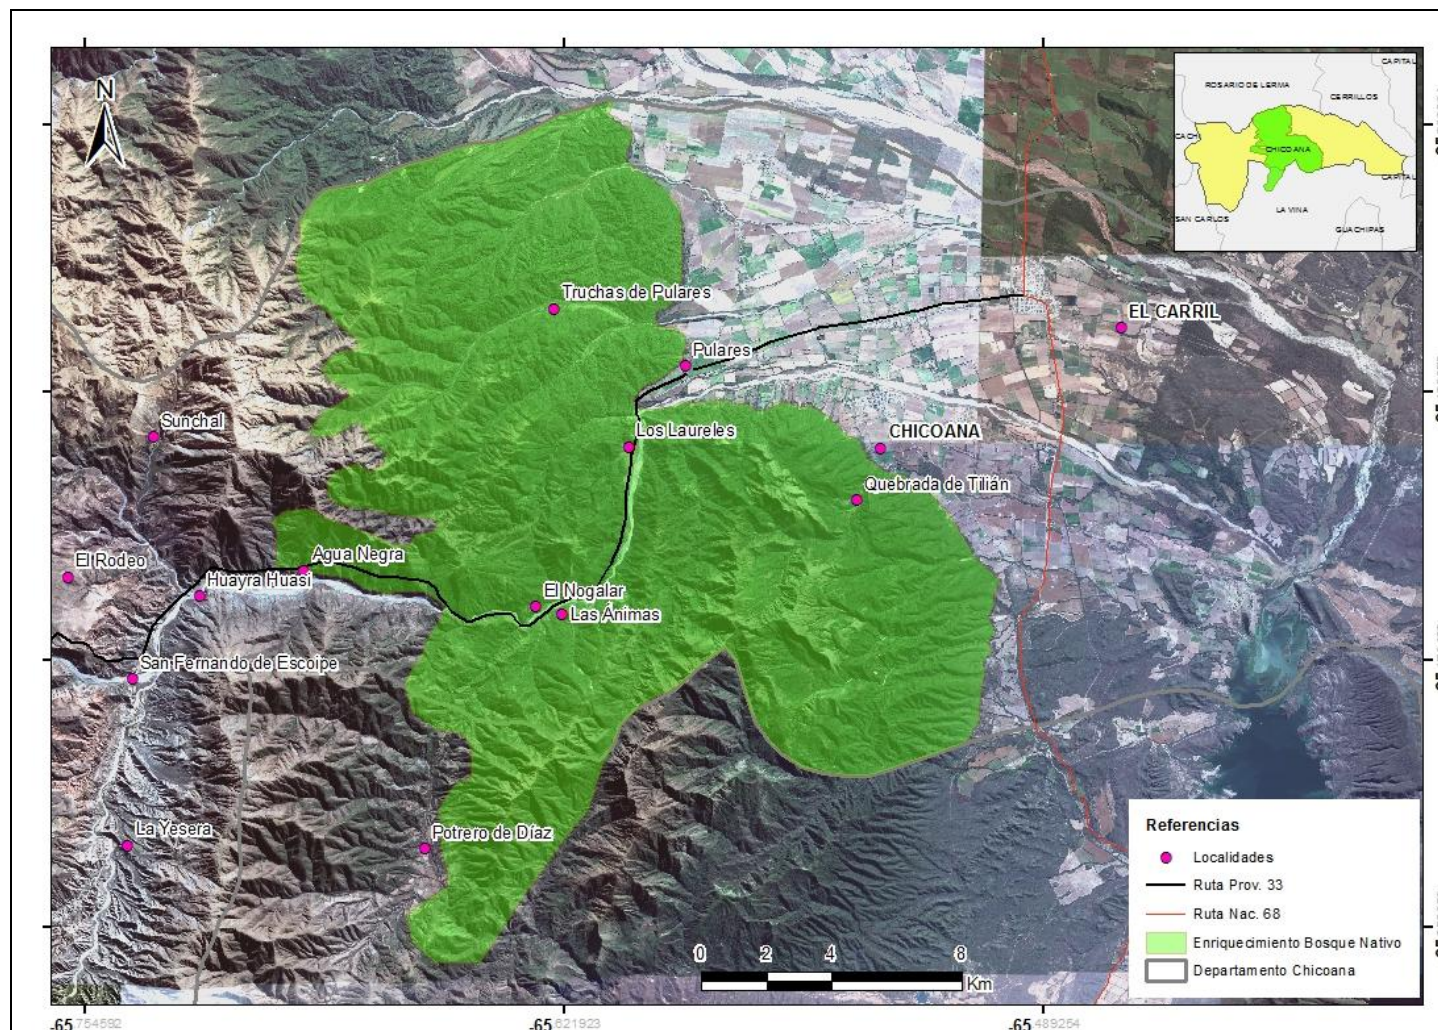 N
CAPITAL
ROSARIO DE LERMA
CERRILLOS
CACHI
CHICOANA
CAPITAL
LA VIÑA
SAN CARLOS
GUACHIPAS
Truchas de Pulares
EL CARRIL
Pulares
Sunchal
Los Laureles
CHICOANA
Quebrada de Tilián
El Rodeo
Agua Negra
Huayra Huasi
El Nogalar
Las Ánimas
San Fernando de Escoipe
La Yesera
Potrero de Díaz
Referencias
Localidades
Ruta Prov. 33
Ruta Nac. 68
Enriquecimiento Bosque Nativo
Departamento Chicoana
0 2 4 8
Km
-65.754592 -65.621923 -65.489254